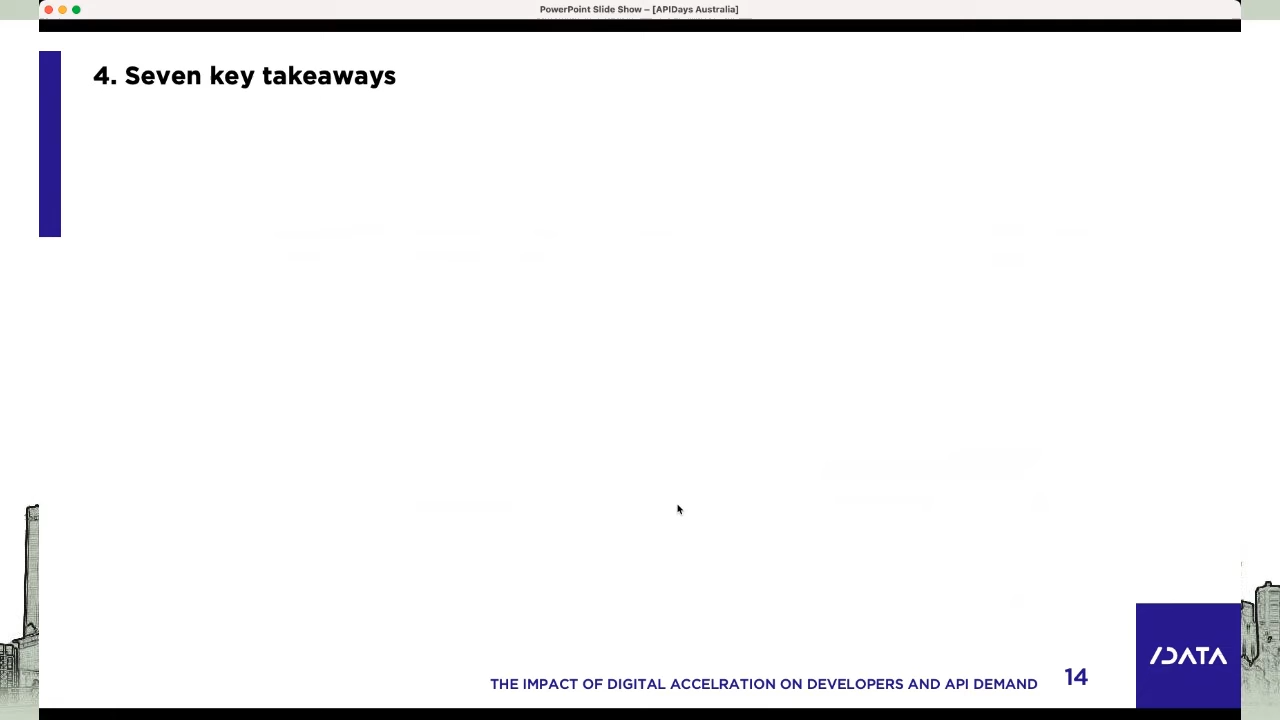 PowerPoint Slide Show – [APIDays Australia]
4. Seven key takeaways
THE IMPACT OF DIGITAL ACCELRATION ON DEVELOPERS AND API DEMAND
14
/DATA